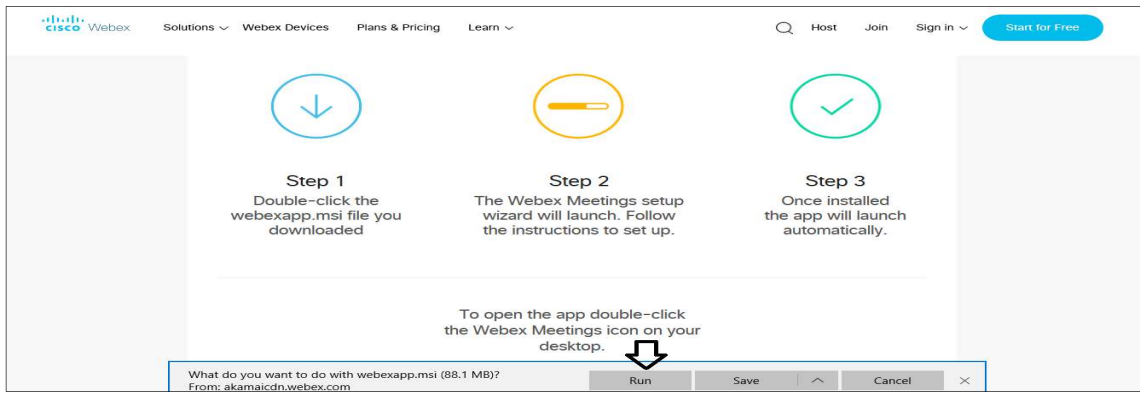 cisco Webex Solutions Webex Devices Plans & Pricing Learn Host Join Sign in Start for Free
Step 1
Double-click the
webexapp.msi file you
downloaded
Step 2
The Webex Meetings setup
wizard will launch. Follow
the instructions to set up.
Step 3
Once installed
the app will launch
automatically.
To open the app double-click
the Webex Meetings icon on your
desktop.
What do you want to do with webexapp.msi (88.1 MB)?
From: akamaicdn.webex.com
Run Save Cancel